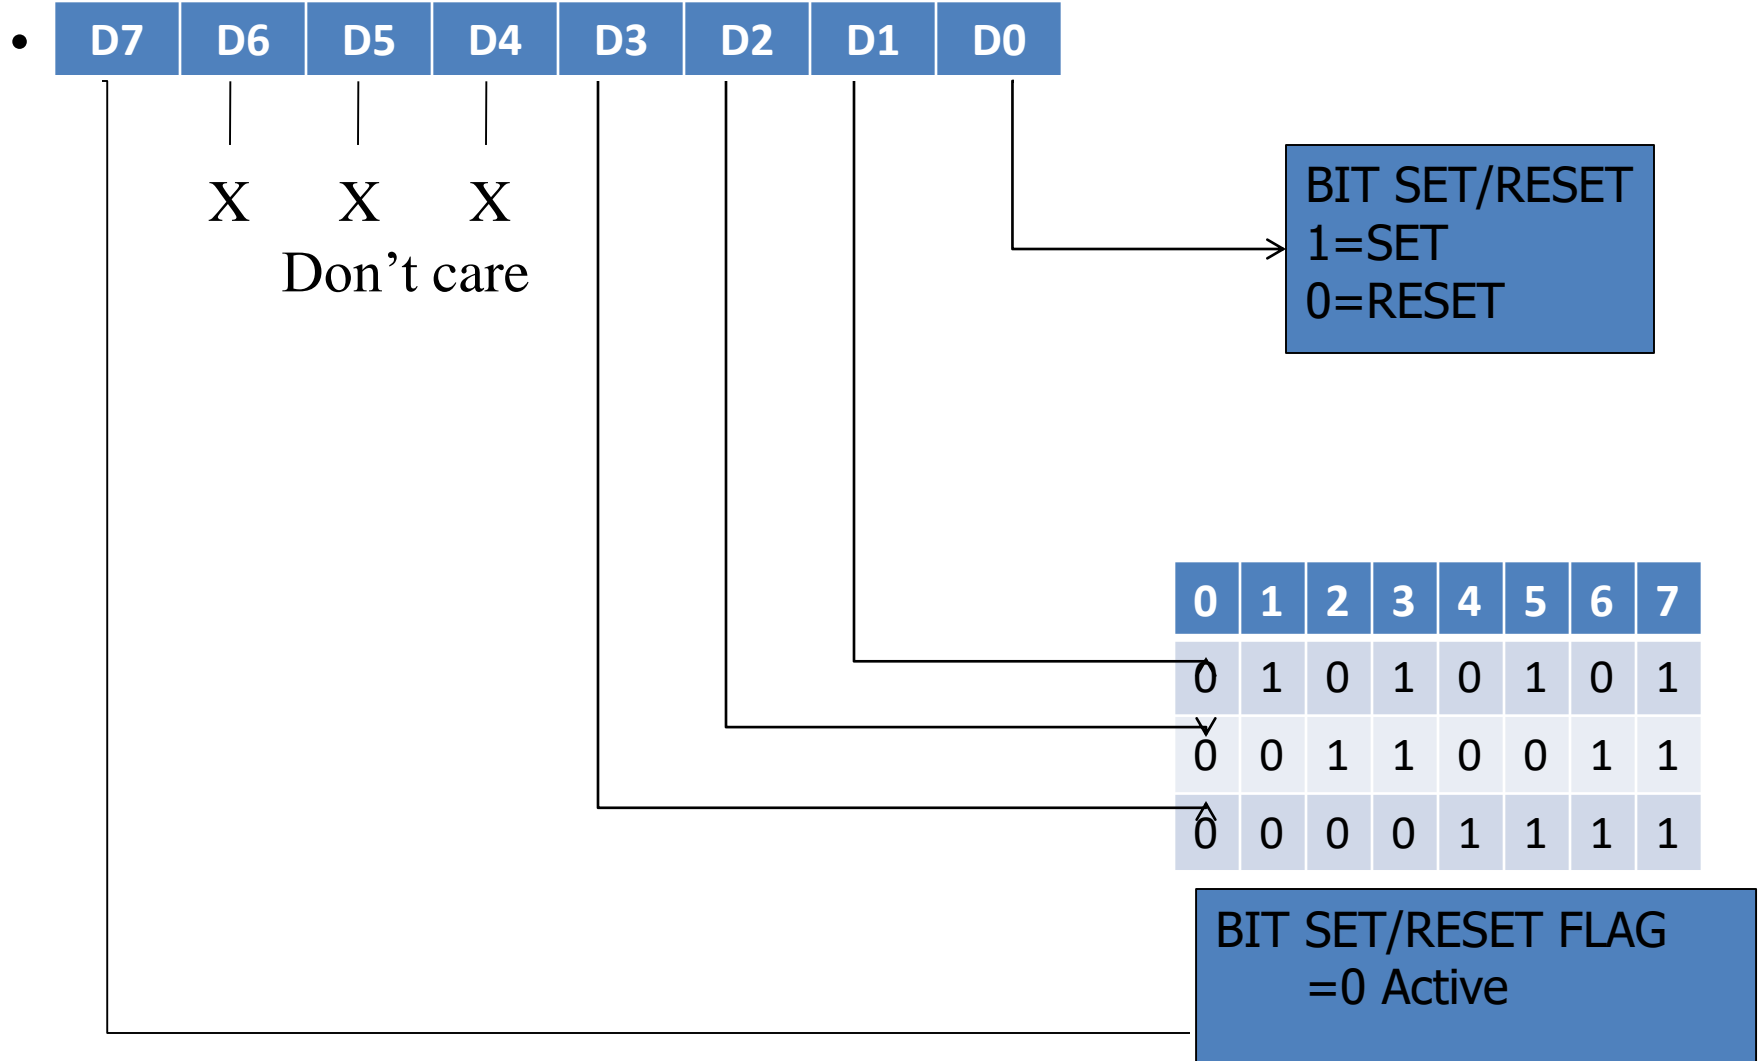 • D7 D6 D5 D4 D3 D2 D1 D0
X X X
Don’t care
BIT SET/RESET
1=SET
0=RESET
0 1 2 3 4 5 6 7
0 1 0 1 0 1 0 1
0 0 1 1 0 0 1 1
0 0 0 0 1 1 1 1
BIT SET/RESET FLAG
=0 Active